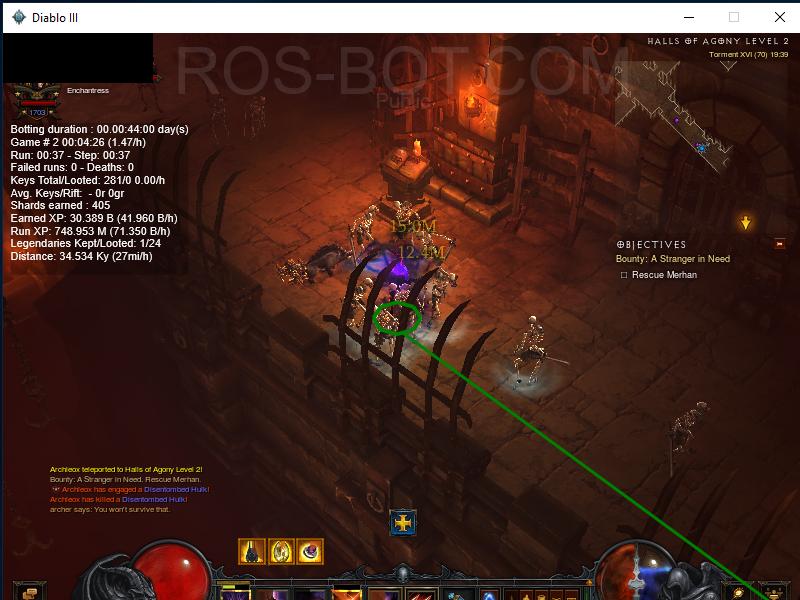 Diablo III
HALLS OF AGONY LEVEL 2
Torment XVI (70) 19:39
ROS-BOT.COM
Public
Enchantress
1703
Botting duration : 00.00:44:00 day(s)
Game # 2 00:04:26 (1.47/h)
Run: 00:37 - Step: 00:37
Failed runs: 0 - Deaths: 0
Keys Total/Looted: 281/0 0.00/h
Avg. Keys/Rift: - 0r 0gr
Shards earned : 405
Earned XP: 30.389 B (41.960 B/h)
Run XP: 748.953 M (71.350 B/h)
Legendaries Kept/Looted: 1/24
Distance: 34.534 Ky (27mi/h)
15.0M
12.4M
OBJECTIVES
Bounty: A Stranger in Need
Rescue Merhan
Archleox teleported to Halls of Agony Level 2!
Bounty: A Stranger in Need. Rescue Merhan.
Archleox has engaged a Disentombed Hulk!
Archleox has killed a Disentombed Hulk!
archer says: You won't survive that.